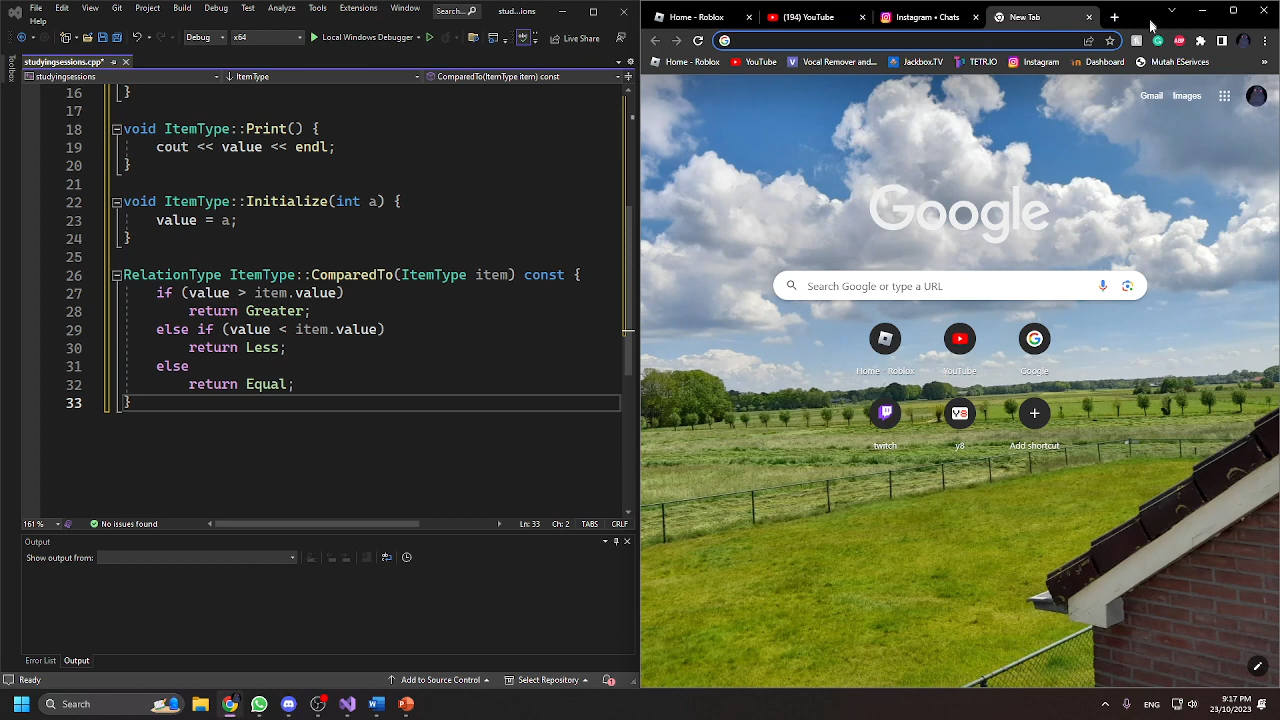 File Edit View Git Project Build Debug Test Analyze Tools Extensions Window Search... stud...ions
Help
Debug x64 Local Windows Debugger Live Share
Toolbox
studyingsessions.cpp*
studyingsessions ItemType ComparedTo(ItemType item) const
16 }
17
18 void ItemType::Print() {
19 cout << value << endl;
20 }
21
22 void ItemType::Initialize(int a) {
23 value = a;
24 }
25
26 RelationType ItemType::ComparedTo(ItemType item) const {
27 if (value > item.value)
28 return Greater;
29 else if (value < item.value)
30 return Less;
31 else
32 return Equal;
33 }
161 % No issues found Ln: 33 Ch: 2 TABS CRLF
Output
Show output from:
Error List Output
Ready Add to Source Control Select Repository 1
Home - Roblox (194) YouTube Instagram • Chats New Tab
Home - Roblox YouTube Vocal Remover and... Jackbox.TV TETR.IO Instagram Dashboard Mutah EServices »
Gmail Images
Google
Search Google or type a URL
Home - Roblox YouTube Google
twitch y8 Add shortcut
Search ENG 9:17 PM
23/10/2023